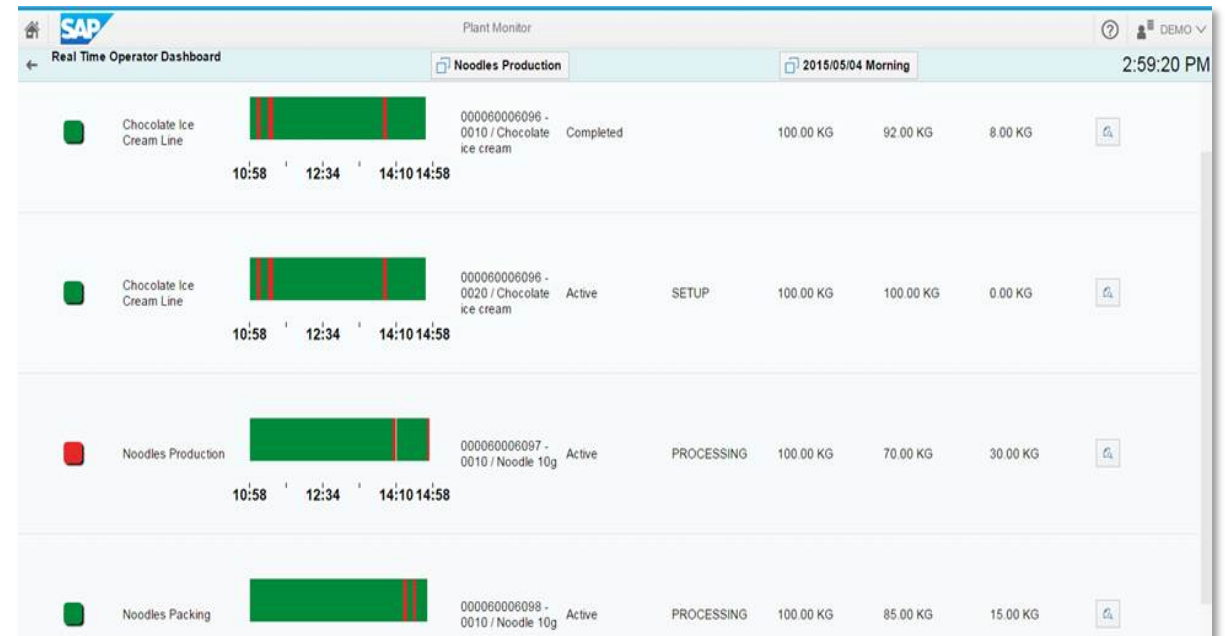 SAP
Plant Monitor
DEMO
Real Time Operator Dashboard
Noodles Production
2015/05/04 Morning
2:59:20 PM
Chocolate Ice
Cream Line
000060006096 -
0010 / Chocolate
ice cream
Completed
100.00 KG
92.00 KG
8.00 KG
10:58 12:34 14:10 14:58
Chocolate Ice
Cream Line
000060006096 -
0020 / Chocolate
ice cream
Active
SETUP
100.00 KG
100.00 KG
0.00 KG
10:58 12:34 14:10 14:58
Noodles Production
000060006097 -
0010 / Noodle 10g
Active
PROCESSING
100.00 KG
70.00 KG
30.00 KG
10:58 12:34 14:10 14:58
Noodles Packing
000060006098 -
0010 / Noodle 10g
Active
PROCESSING
100.00 KG
85.00 KG
15.00 KG